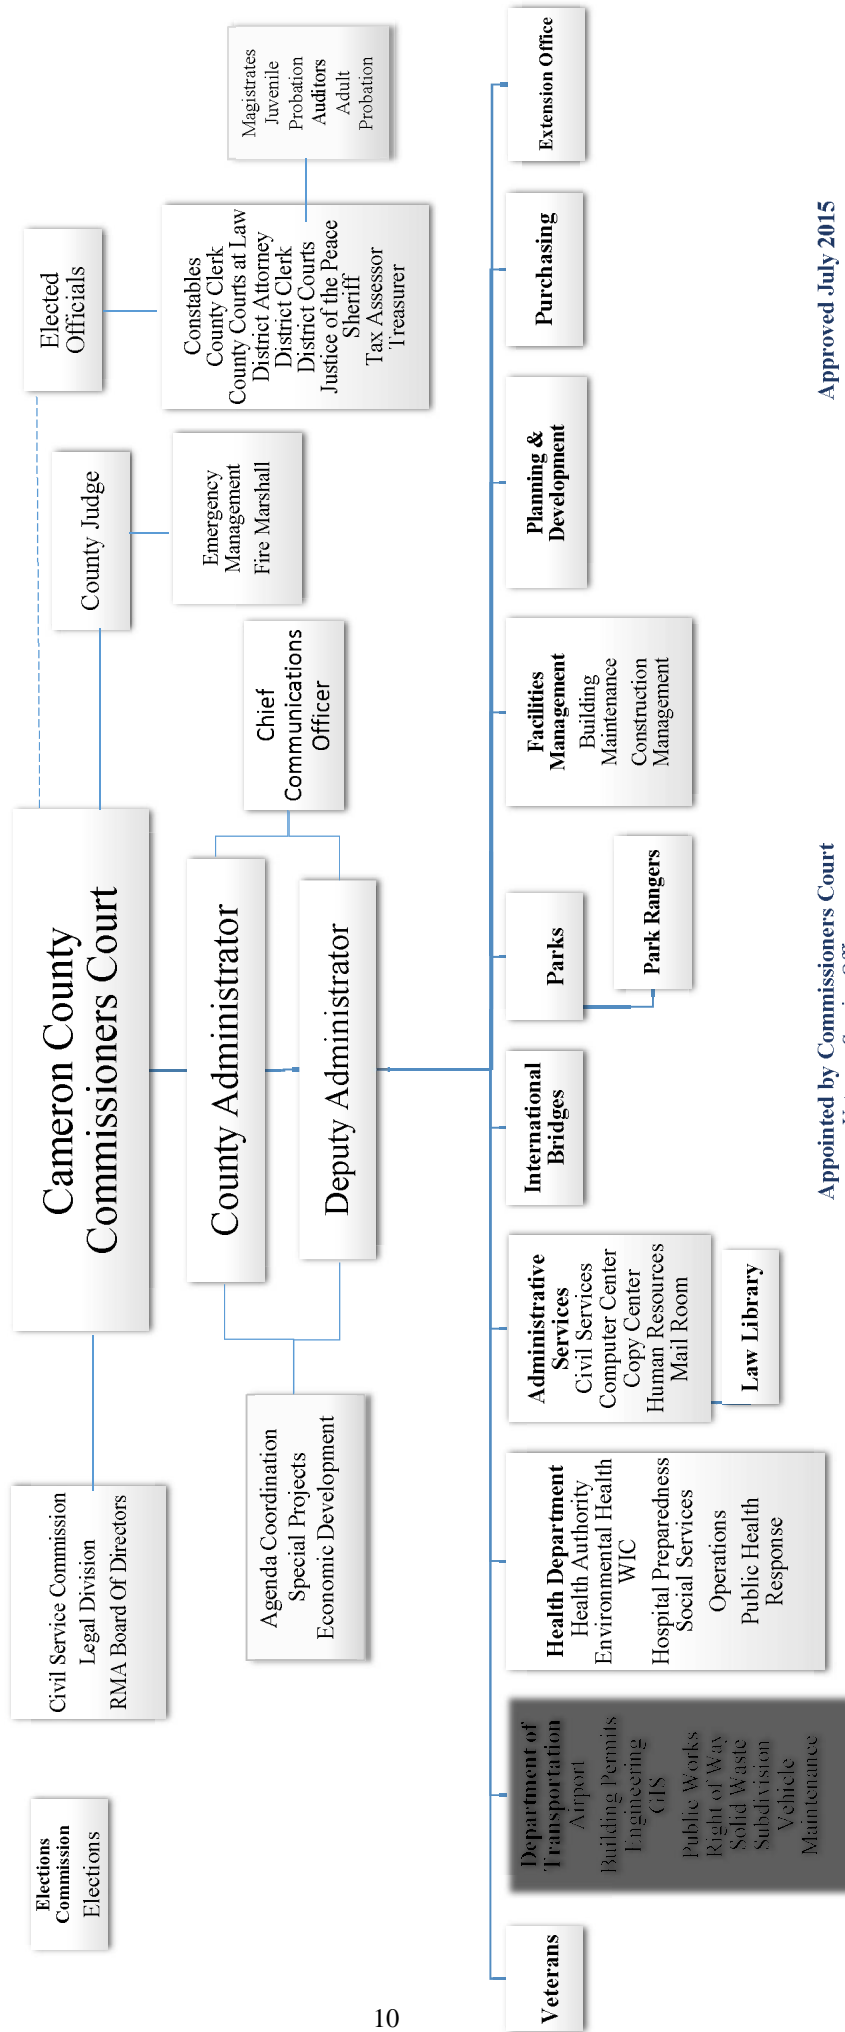 Cameron County
Commissioners Court
Elected
Officials
County Judge
Civil Service Commission
Legal Division
RMA Board Of Directors
Elections
Commission
Elections
Magistrates
Juvenile
Probation
Auditors
Adult
Probation
Constables
County Clerk
County Courts at Law
District Attorney
District Clerk
District Courts
Justice of the Peace
Sheriff
Tax Assessor
Treasurer
Emergency
Management
Fire Marshall
County Administrator
Chief
Communications
Officer
Agenda Coordination
Special Projects
Economic Development
Deputy Administrator
Veterans
Department of
Transportation
Airport
Building Permits
Engineering
GIS
Public Works
Right of Way
Solid Waste
Subdivision
Vehicle
Maintenance
Health Department
Health Authority
Environmental Health
WIC
Hospital Preparedness
Social Services
Operations
Public Health
Response
Administrative
Services
Civil Services
Computer Center
Copy Center
Human Resources
Mail Room
Law Library
International
Bridges
Parks
Park Rangers
Facilities
Management
Building
Maintenance
Construction
Management
Planning &
Development
Purchasing
Extension Office
Appointed by Commissioners Court
Approved July 2015
10